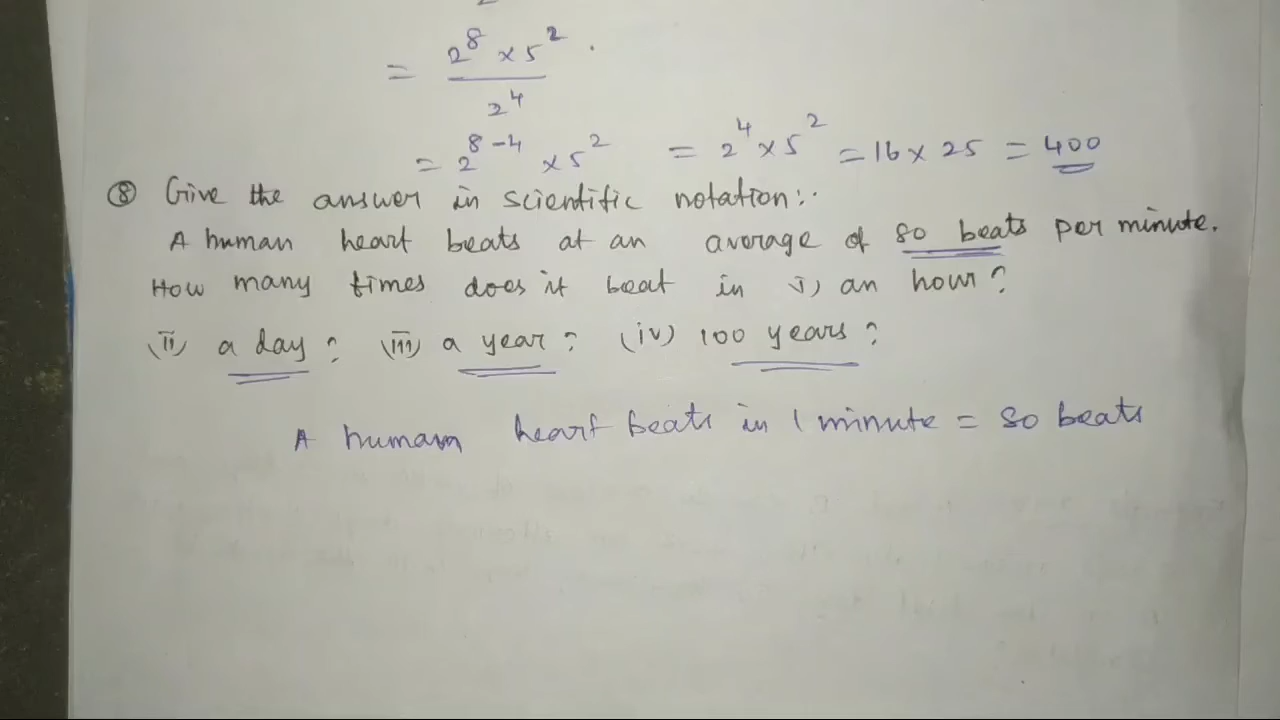 = 2^8 × 5^2 / 2^4 .
= 2^(8-4) × 5^2 = 2^4 × 5^2 = 16 × 25 = 400
⑧ Give the answer in scientific notation:.
A human heart beats at an average of 80 beats per minute.
How many times does it beat in i) an hour?
(ii) a day? (iii) a year? (iv) 100 years?
A human heart beats in 1 minute = 80 beats